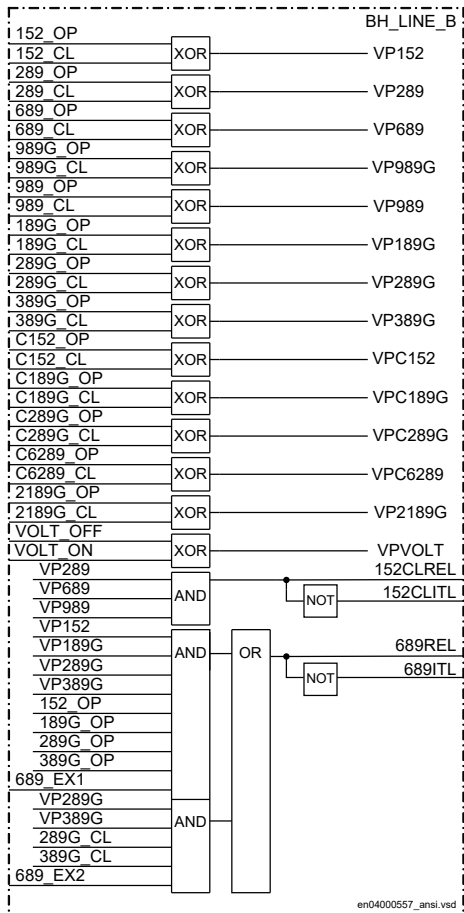 BH_LINE_B
152_OP
152_CL XOR VP152
289_OP
289_CL XOR VP289
689_OP
689_CL XOR VP689
989G_OP
989G_CL XOR VP989G
989_OP
989_CL XOR VP989
189G_OP
189G_CL XOR VP189G
289G_OP
289G_CL XOR VP289G
389G_OP
389G_CL XOR VP389G
C152_OP
C152_CL XOR VPC152
C189G_OP
C189G_CL XOR VPC189G
C289G_OP
C289G_CL XOR VPC289G
C6289_OP
C6289_CL XOR VPC6289
2189G_OP
2189G_CL XOR VP2189G
VOLT_OFF
VOLT_ON XOR VPVOLT
VP289 152CLREL
VP689 AND NOT 152CLITL
VP989
VP152
VP189G AND OR 689REL
VP289G NOT 689ITL
VP389G
152_OP
189G_OP
289G_OP
389G_OP
689_EX1
VP289G
VP389G AND
289G_CL
389G_CL
689_EX2
en04000557_ansi.vsd